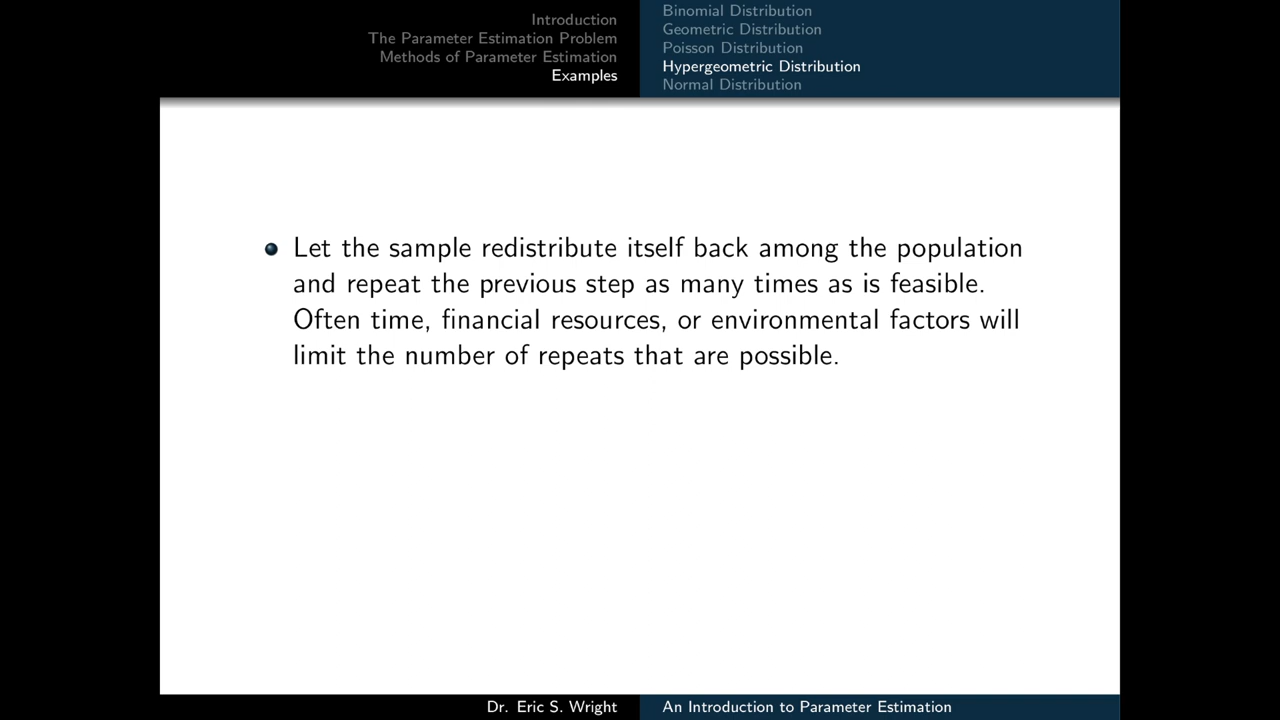 Introduction
The Parameter Estimation Problem
Methods of Parameter Estimation
Examples
Binomial Distribution
Geometric Distribution
Poisson Distribution
Hypergeometric Distribution
Normal Distribution
Let the sample redistribute itself back among the population
and repeat the previous step as many times as is feasible.
Often time, financial resources, or environmental factors will
limit the number of repeats that are possible.
Dr. Eric S. Wright
An Introduction to Parameter Estimation